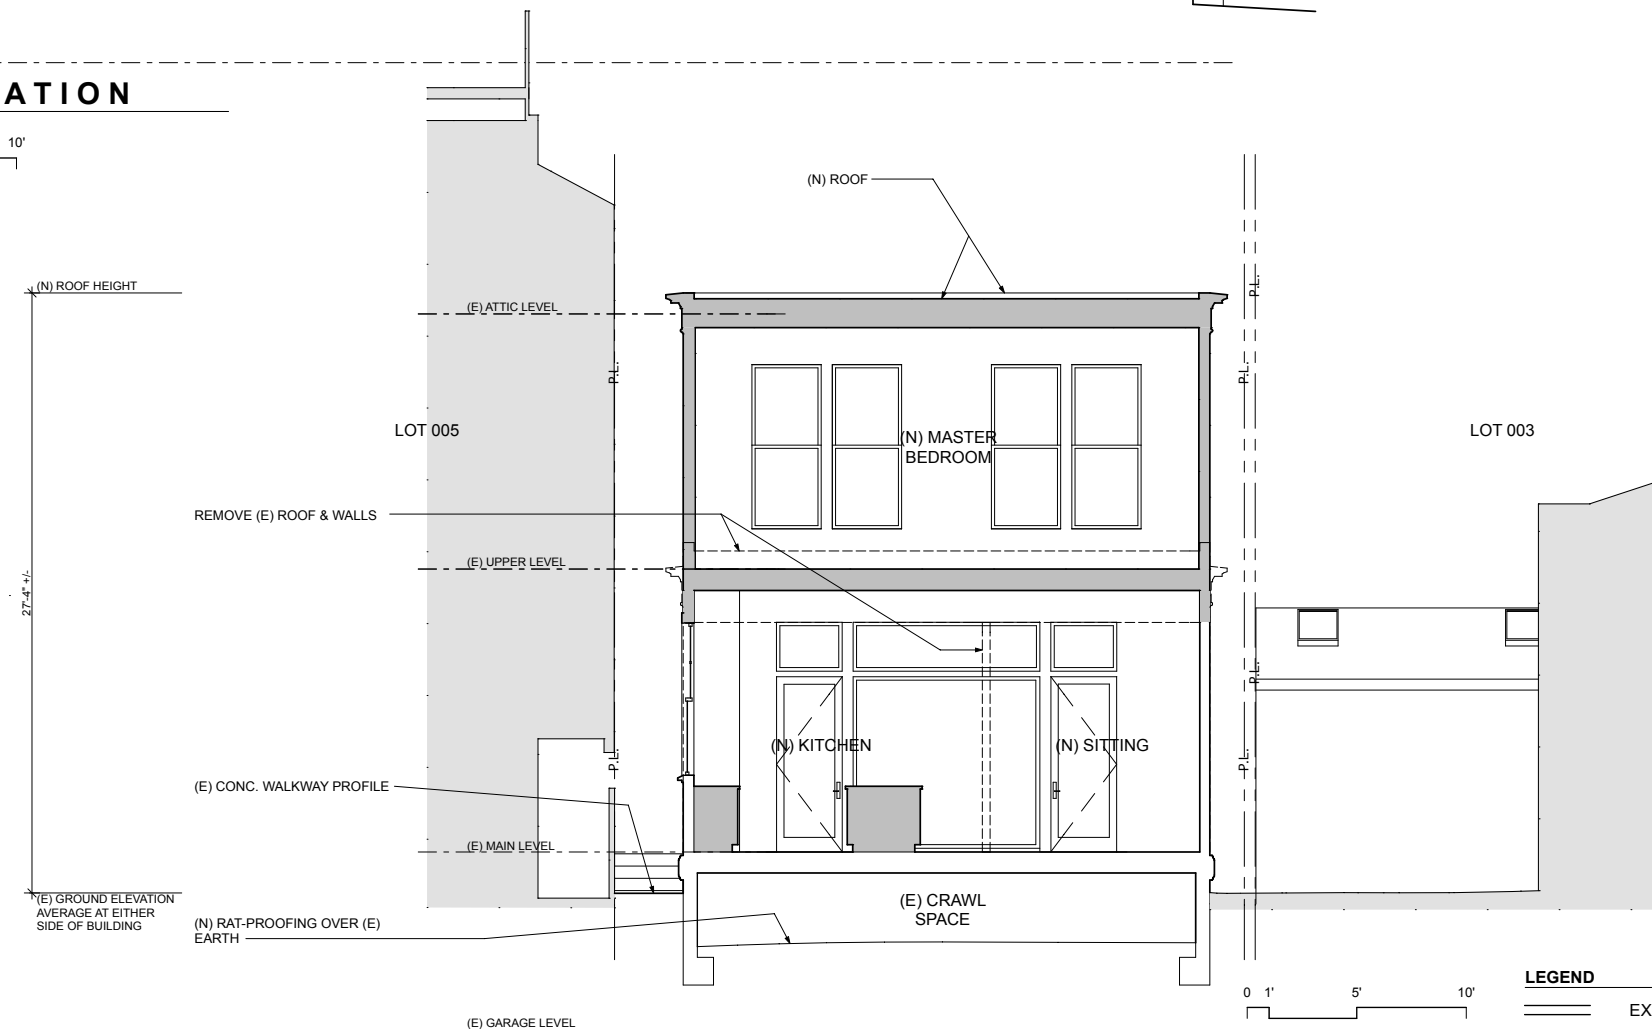 ATION
10'
(N) ROOF
(N) ROOF HEIGHT
(E) ATTIC LEVEL
P.L.
P.L.
P.L.
LOT 005
(N) MASTER
BEDROOM
LOT 003
REMOVE (E) ROOF & WALLS
(E) UPPER LEVEL
27'-4" +/-
P.L.
(N) KITCHEN
(N) SITTING
P.L.
P.L.
(E) CONC. WALKWAY PROFILE
(E) MAIN LEVEL
(E) GROUND ELEVATION
AVERAGE AT EITHER
SIDE OF BUILDING
(E) CRAWL
SPACE
(N) RAT-PROOFING OVER (E)
EARTH
LEGEND
0 1' 5' 10'
EX
(E) GARAGE LEVEL